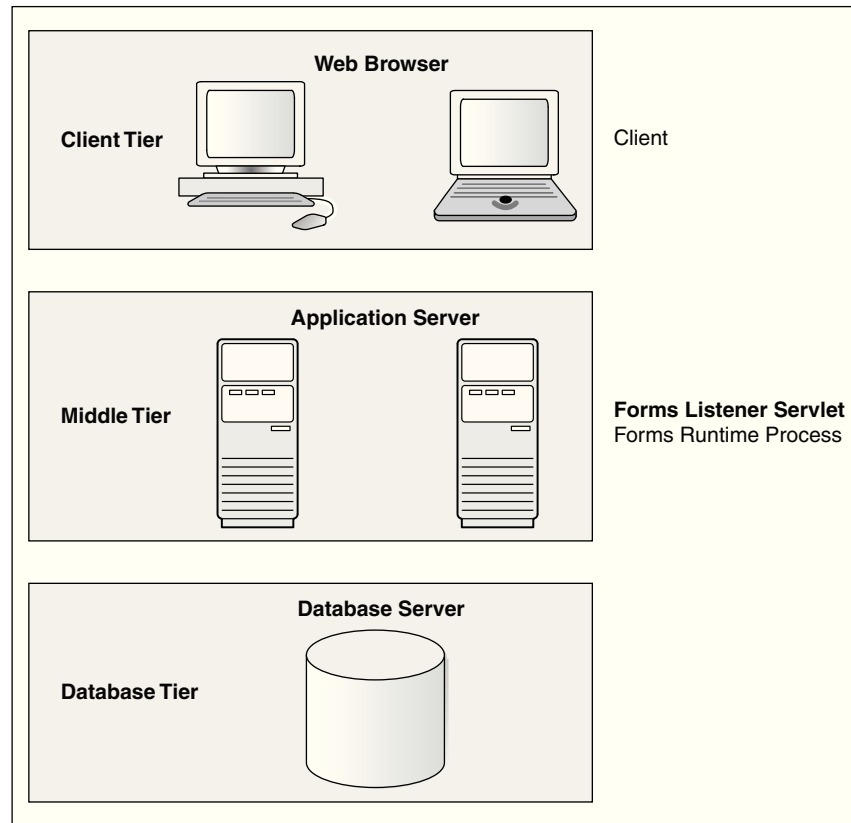 Web Browser
Client Tier
Client
Application Server
Middle Tier
Forms Listener Servlet
Forms Runtime Process
Database Server
Database Tier